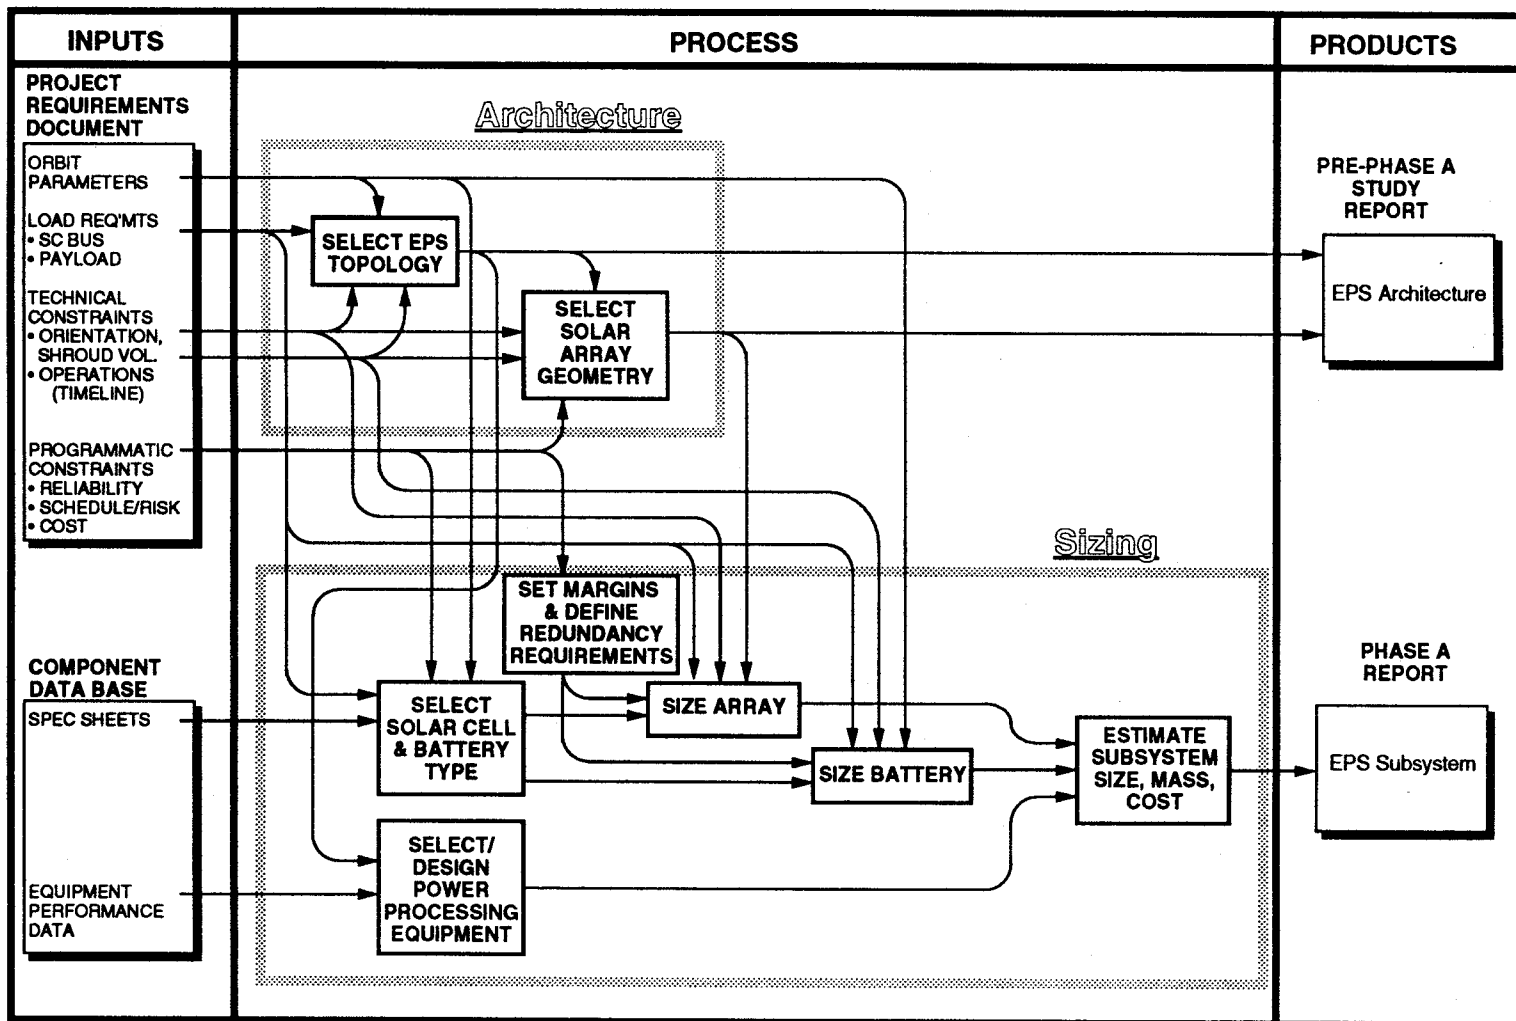 INPUTS
PROCESS
PRODUCTS
PROJECT
REQUIREMENTS
DOCUMENT
ORBIT
PARAMETERS
LOAD REQ'MTS
• SC BUS
• PAYLOAD
TECHNICAL
CONSTRAINTS
• ORIENTATION,
SHROUD VOL.
• OPERATIONS
(TIMELINE)
PROGRAMMATIC
CONSTRAINTS
• RELIABILITY
• SCHEDULE/RISK
• COST
COMPONENT
DATA BASE
SPEC SHEETS
EQUIPMENT
PERFORMANCE
DATA
Architecture
SELECT EPS
TOPOLOGY
SELECT
SOLAR
ARRAY
GEOMETRY
Sizing
SET MARGINS
& DEFINE
REDUNDANCY
REQUIREMENTS
SELECT
SOLAR CELL
& BATTERY
TYPE
SIZE ARRAY
SIZE BATTERY
SELECT/
DESIGN
POWER
PROCESSING
EQUIPMENT
ESTIMATE
SUBSYSTEM
SIZE, MASS,
COST
PRE-PHASE A
STUDY
REPORT
EPS Architecture
PHASE A
REPORT
EPS Subsystem